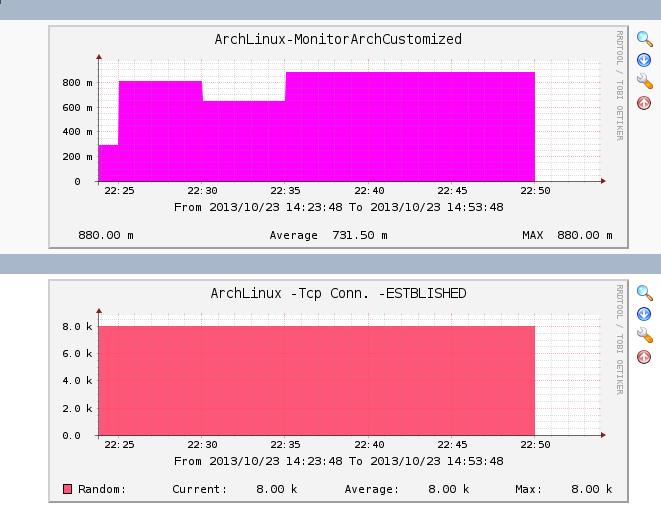 ArchLinux-MonitorArchCustomized
RRDTOOL / TOBI OETIKER
800 m
600 m
400 m
200 m
0
22:25 22:30 22:35 22:40 22:45 22:50
From 2013/10/23 14:23:48 To 2013/10/23 14:53:48
880.00 m Average 731.50 m MAX 880.00 m
ArchLinux -Tcp Conn. -ESTBLISHED
RRDTOOL / TOBI OETIKER
8.0 k
6.0 k
4.0 k
2.0 k
0.0
22:25 22:30 22:35 22:40 22:45 22:50
From 2013/10/23 14:23:48 To 2013/10/23 14:53:48
Random: Current: 8.00 k Average: 8.00 k Max: 8.00 k